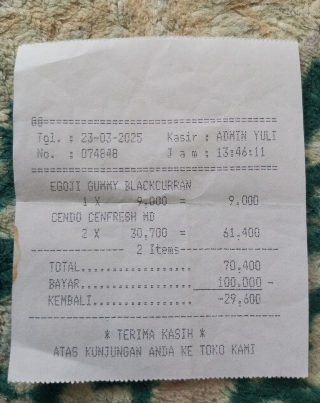 Tgl. : 23-03-2025 Kasir : ADMIN YULI
No. : 074848 J a m : 13:46:11
EGOJI GUMMY BLACKCURRAN
1 X 9,000 = 9,000
CENDO CENFRESH MD
2 X 30,700 = 61,400
2 Items
TOTAL................. 70,400
BAYAR................. 100,000 -
KEMBALI............... -29,600
* TERIMA KASIH *
ATAS KUNJUNGAN ANDA KE TOKO KAMI